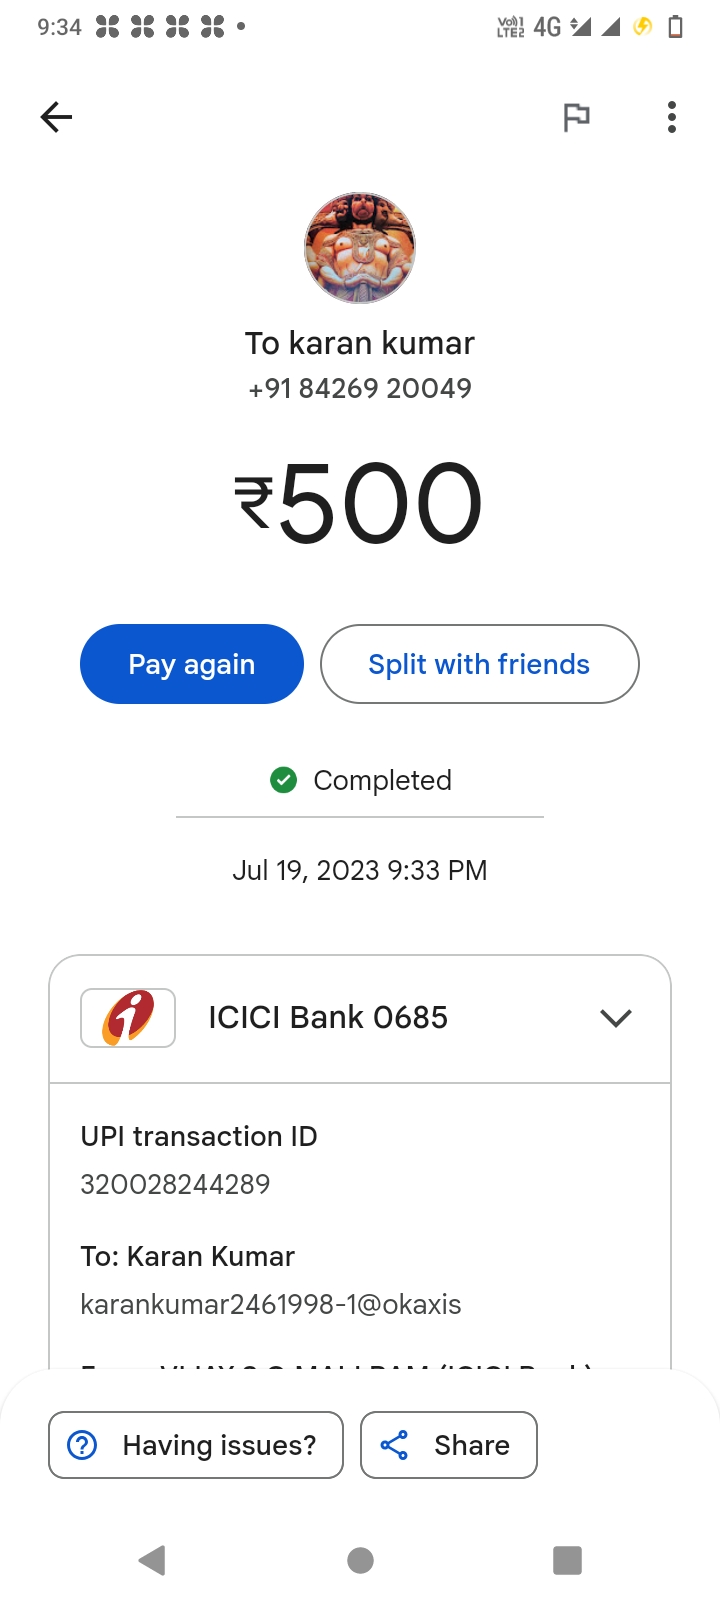 9:34
Vo)) 1
LTE2
4G
To karan kumar
+91 84269 20049
₹500
Pay again
Split with friends
Completed
Jul 19, 2023 9:33 PM
ICICI Bank 0685
UPI transaction ID
320028244289
To: Karan Kumar
karankumar2461998-1@okaxis
Having issues?
Share